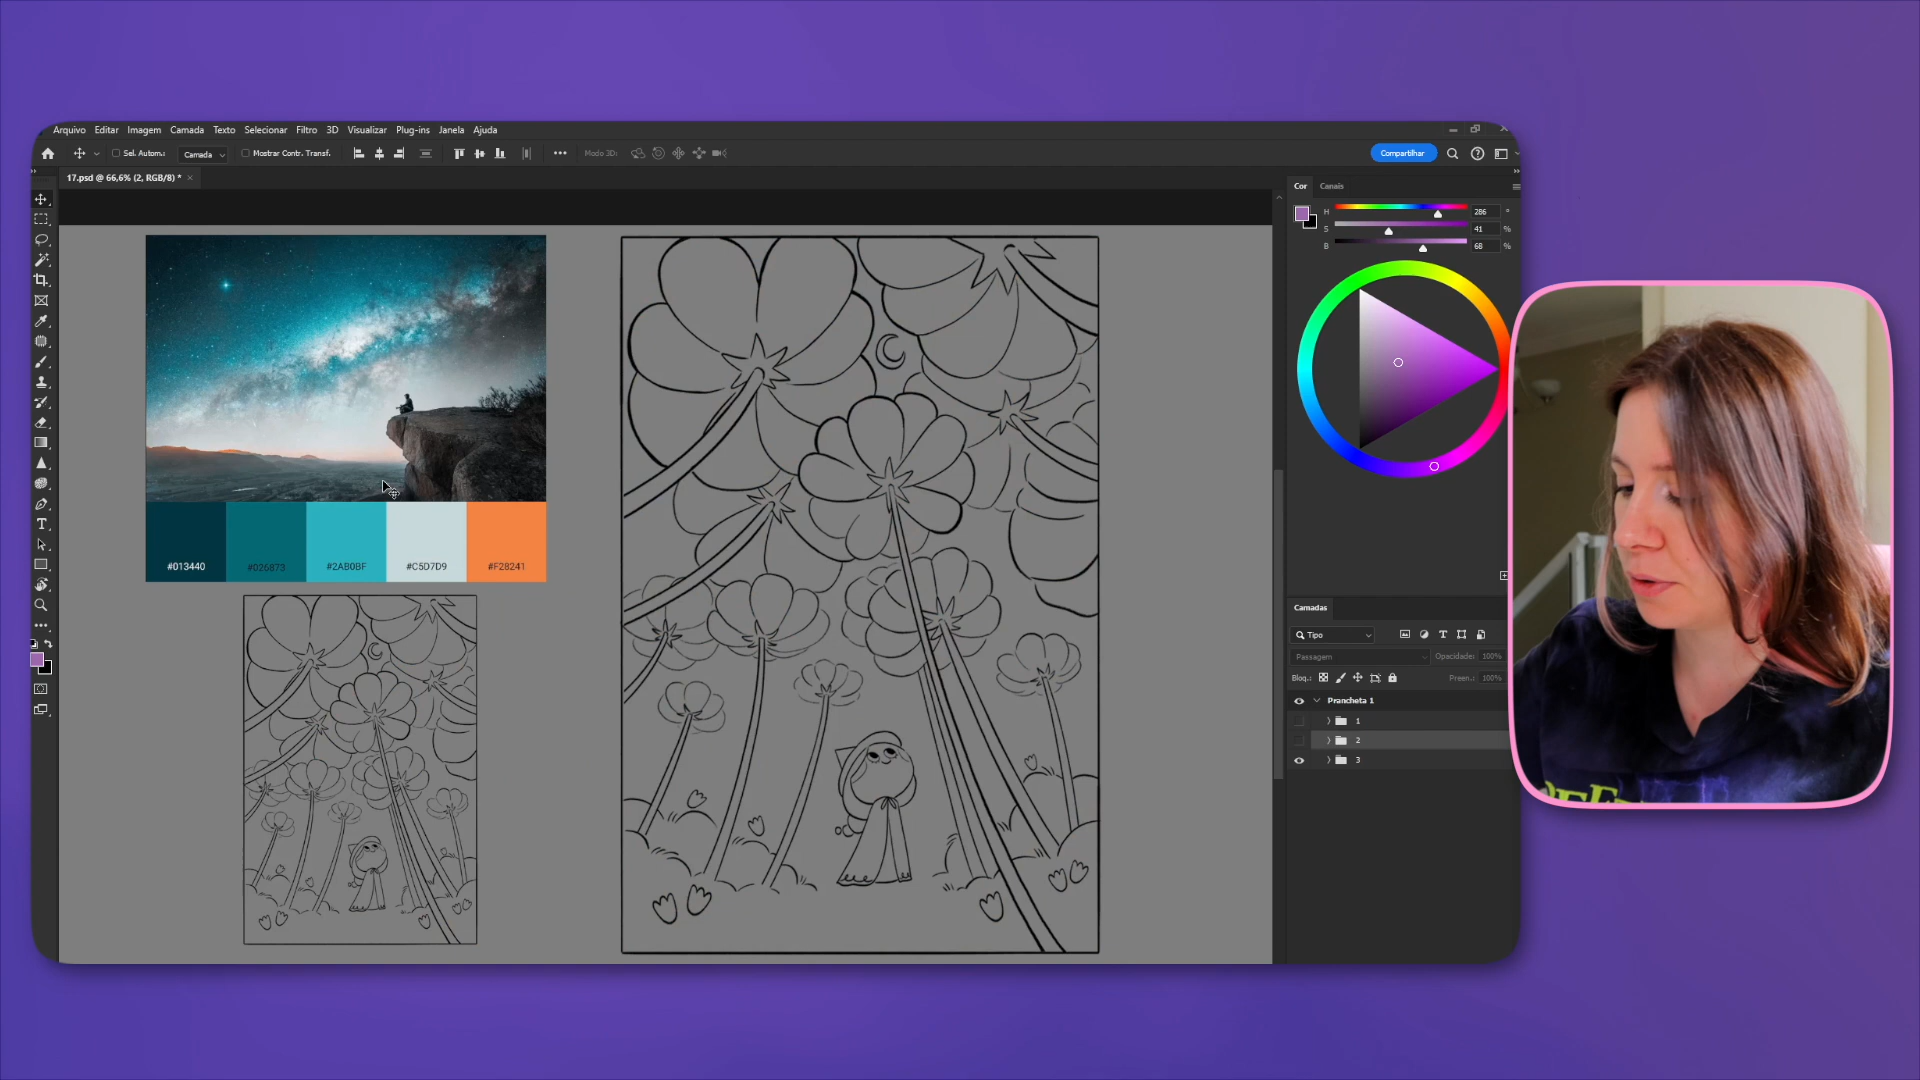 Arquivo Editar Imagem Camada Texto Selecionar Filtro 3D Visualizar Plug-ins Janela Ajuda
Sel. Autom.: Camada Mostrar Contr. Transf. ••• Modo 3D: Compartilhar
17.psd @ 66,6% (2, RGB/8) *
Cor Canais
H 286 °
S 41 %
B 68 %
#013440 #026873 #2AB0BF #C5D7D9 #F28241
Camadas
Tipo
Passagem Opacidade: 100%
Bloq.: Preen.: 100%
Prancheta 1
1
2
3